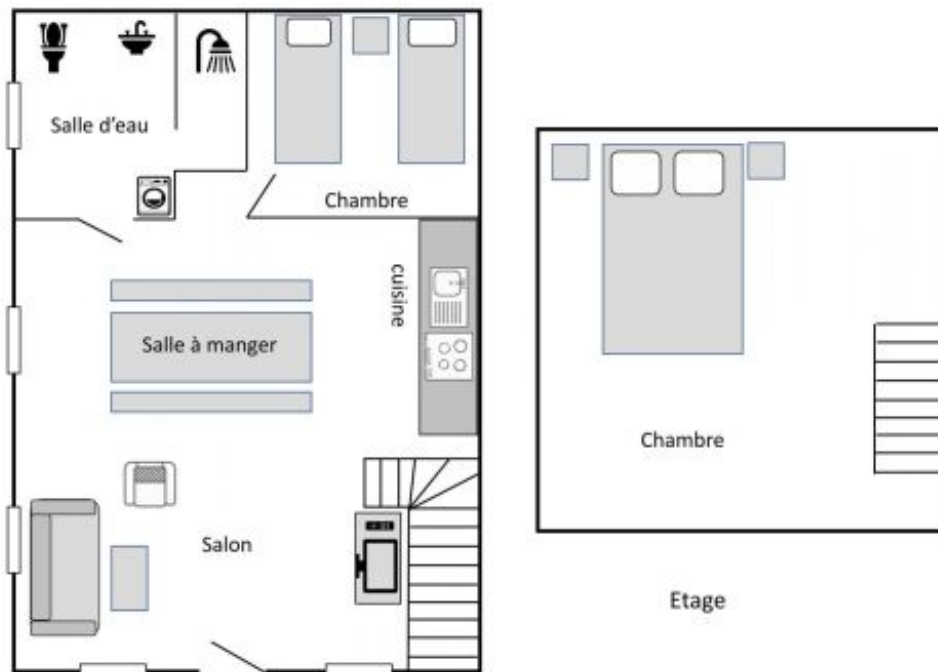 Salle d'eau
Chambre
cuisine
Salle à manger
Salon
Chambre
Etage